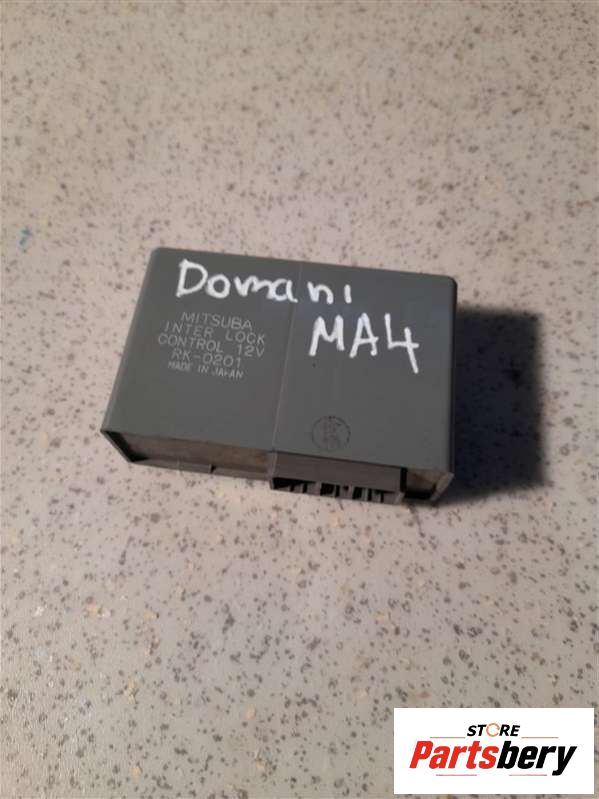 Domani
MA4
MITSUBA
INTER LOCK
CONTROL 12V
RK-0201
MADE IN JAPAN
STORE
Partsbery